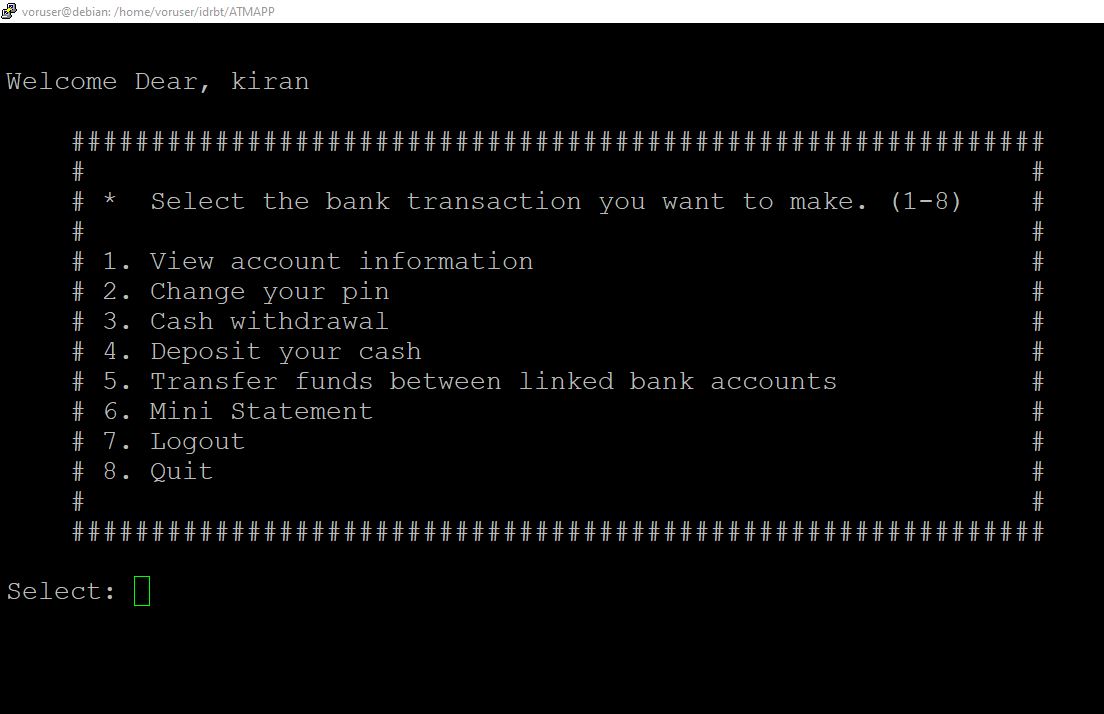 voruser@debian: /home/voruser/idrbt/ATMAPP
Welcome Dear, kiran
#############################################################
# #
# * Select the bank transaction you want to make. (1-8) #
# #
# 1. View account information #
# 2. Change your pin #
# 3. Cash withdrawal #
# 4. Deposit your cash #
# 5. Transfer funds between linked bank accounts #
# 6. Mini Statement #
# 7. Logout #
# 8. Quit #
# #
#############################################################
Select: